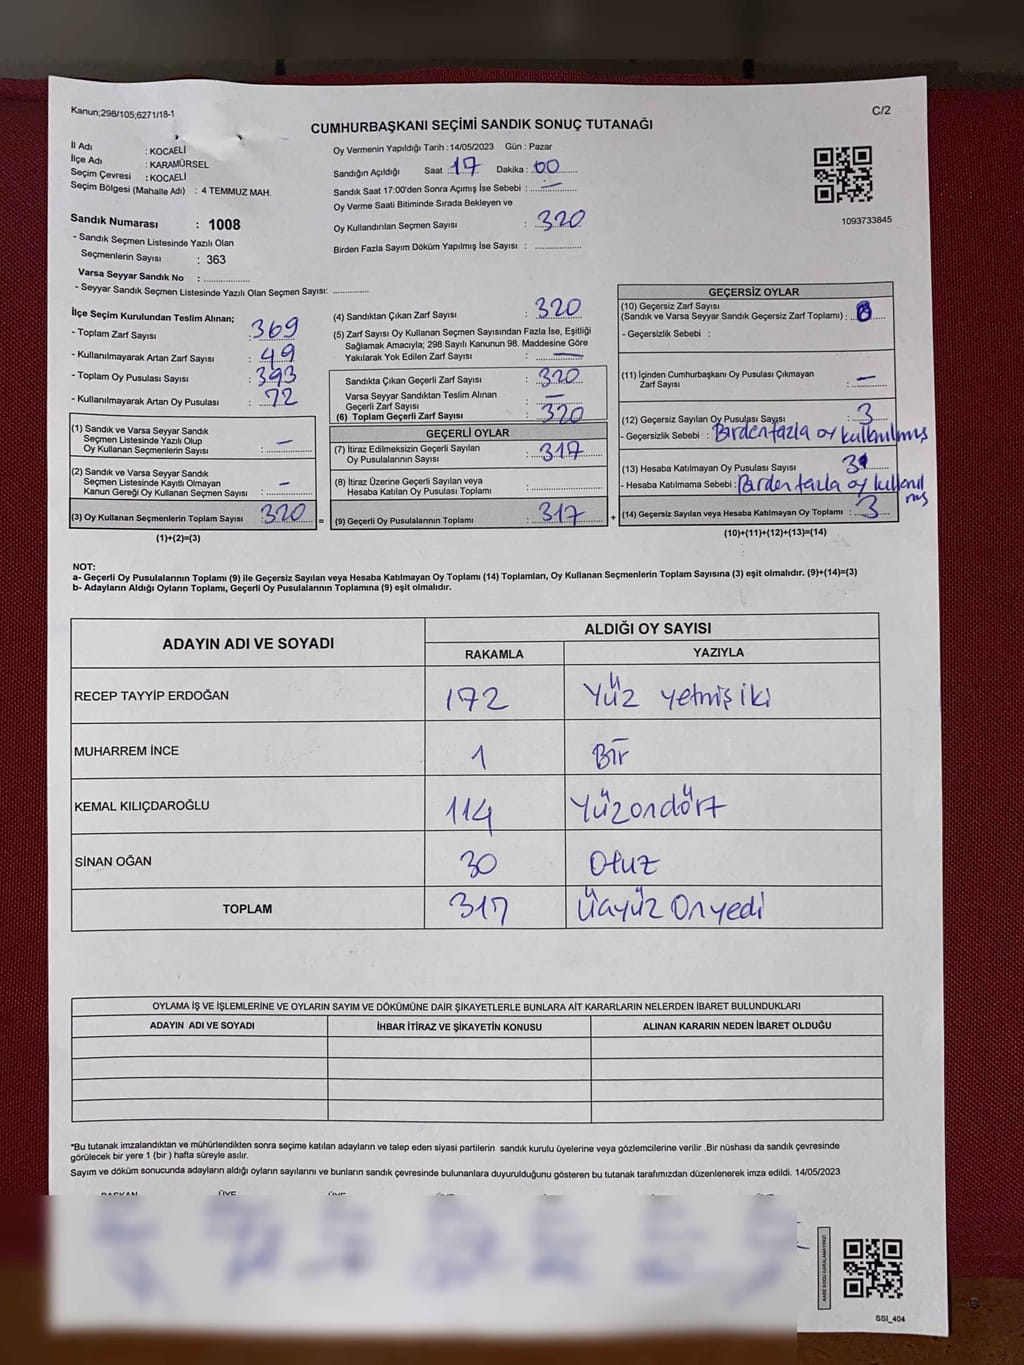 Kanun;298/105;6271/18-1
C/2
CUMHURBAŞKANI SEÇİMİ SANDIK SONUÇ TUTANAĞI
İl Adı : KOCAELİ
İlçe Adı : KARAMÜRSEL
Seçim Çevresi : KOCAELİ
Seçim Bölgesi (Mahalle Adı) : 4 TEMMUZ MAH.
Sandık Numarası : 1008
- Sandık Seçmen Listesinde Yazılı Olan
Seçmenlerin Sayısı : 363
Varsa Seyyar Sandık No :
- Seyyar Sandık Seçmen Listesinde Yazılı Olan Seçmen Sayısı:
Oy Vermenin Yapıldığı Tarih : 14/05/2023 Gün : Pazar
Sandığın Açıldığı Saat : 17 Dakika : 00
Sandık Saat 17:00'den Sonra Açımış İse Sebebi : —
Oy Verme Saati Bitiminde Sırada Bekleyen ve
Oy Kullandırılan Seçmen Sayısı : 320
Birden Fazla Sayım Döküm Yapılmış İse Sayısı :
1093733845
İlçe Seçim Kurulundan Teslim Alınan;
- Toplam Zarf Sayısı : 369
- Kullanılmayarak Artan Zarf Sayısı : 49
- Toplam Oy Pusulası Sayısı : 393
- Kullanılmayarak Artan Oy Pusulası : 72
(1) Sandık ve Varsa Seyyar Sandık
Seçmen Listesinde Yazılı Olup
Oy Kullanan Seçmenlerin Sayısı : —
(2) Sandık ve Varsa Seyyar Sandık
Seçmen Listesinde Kayıtlı Olmayan
Kanun Gereği Oy Kullanan Seçmen Sayısı : —
(3) Oy Kullanan Seçmenlerin Toplam Sayısı : 320 =
(1)+(2)=(3)
(4) Sandıktan Çıkan Zarf Sayısı : 320
(5) Zarf Sayısı Oy Kullanan Seçmen Sayısından Fazla İse, Eşitliği
Sağlamak Amacıyla; 298 Sayılı Kanunun 98. Maddesine Göre
Yakılarak Yok Edilen Zarf Sayısı : —
Sandıkta Çıkan Geçerli Zarf Sayısı : 320
Varsa Seyyar Sandıktan Teslim Alınan
Geçerli Zarf Sayısı : —
(6) Toplam Geçerli Zarf Sayısı : 320
GEÇERLİ OYLAR
(7) İtiraz Edilmeksizin Geçerli Sayılan
Oy Pusulalarının Sayısı : 317
(8) İtiraz Üzerine Geçerli Sayılan veya
Hesaba Katılan Oy Pusulası Toplamı :
(9) Geçerli Oy Pusulalarının Toplamı : 317 +
GEÇERSİZ OYLAR
(10) Geçersiz Zarf Sayısı
(Sandık ve Varsa Seyyar Sandık Geçersiz Zarf Toplamı) :
- Geçersizlik Sebebi :
(11) İçinden Cumhurbaşkanı Oy Pusulası Çıkmayan
Zarf Sayısı : —
(12) Geçersiz Sayılan Oy Pusulası Sayısı : 3
- Geçersizlik Sebebi : Birden fazla oy kullanılmış
(13) Hesaba Katılmayan Oy Pusulası Sayısı 3
- Hesaba Katılmama Sebebi : Birden fazla oy kullanıl
mış
(14) Geçersiz Sayılan veya Hesaba Katılmayan Oy Toplamı : 3
(10)+(11)+(12)+(13)=(14)
NOT:
a- Geçerli Oy Pusulalarının Toplamı (9) ile Geçersiz Sayılan veya Hesaba Katılmayan Oy Toplamı (14) Toplamları, Oy Kullanan Seçmenlerin Toplam Sayısına (3) eşit olmalıdır. (9)+(14)=(3)
b- Adayların Aldığı Oyların Toplamı, Geçerli Oy Pusulalarının Toplamına (9) eşit olmalıdır.
ADAYIN ADI VE SOYADI
ALDIĞI OY SAYISI
RAKAMLA YAZIYLA
RECEP TAYYİP ERDOĞAN 172 Yüz yetmiş iki
MUHARREM İNCE 1 Bir
KEMAL KILIÇDAROĞLU 114 Yüzondört
SİNAN OĞAN 30 Otuz
TOPLAM 317 Üçyüz Onyedi
OYLAMA İŞ VE İŞLEMLERİNE VE OYLARIN SAYIM VE DÖKÜMÜNE DAİR ŞİKAYETLERLE BUNLARA AİT KARARLARIN NELERDEN İBARET BULUNDUKLARI
ADAYIN ADI VE SOYADI İHBAR İTİRAZ VE ŞİKAYETİN KONUSU ALINAN KARARIN NEDEN İBARET OLDUĞU
*Bu tutanak imzalandıktan ve mühürlendikten sonra seçime katılan adayların ve talep eden siyasi partilerin sandık kurulu üyelerine veya gözlemcilerine verilir .Bir nüshası da sandık çevresinde
görülecek bir yere 1 (bir ) hafta süreyle asılır.
Sayım ve döküm sonucunda adayların aldığı oyların sayılarını ve bunların sandık çevresinde bulunanlara duyurulduğunu gösteren bu tutanak tarafımızdan düzenlenerek imza edildi. 14/05/2023
KARE KODU KARALAMAYINIZ!
SSI_404